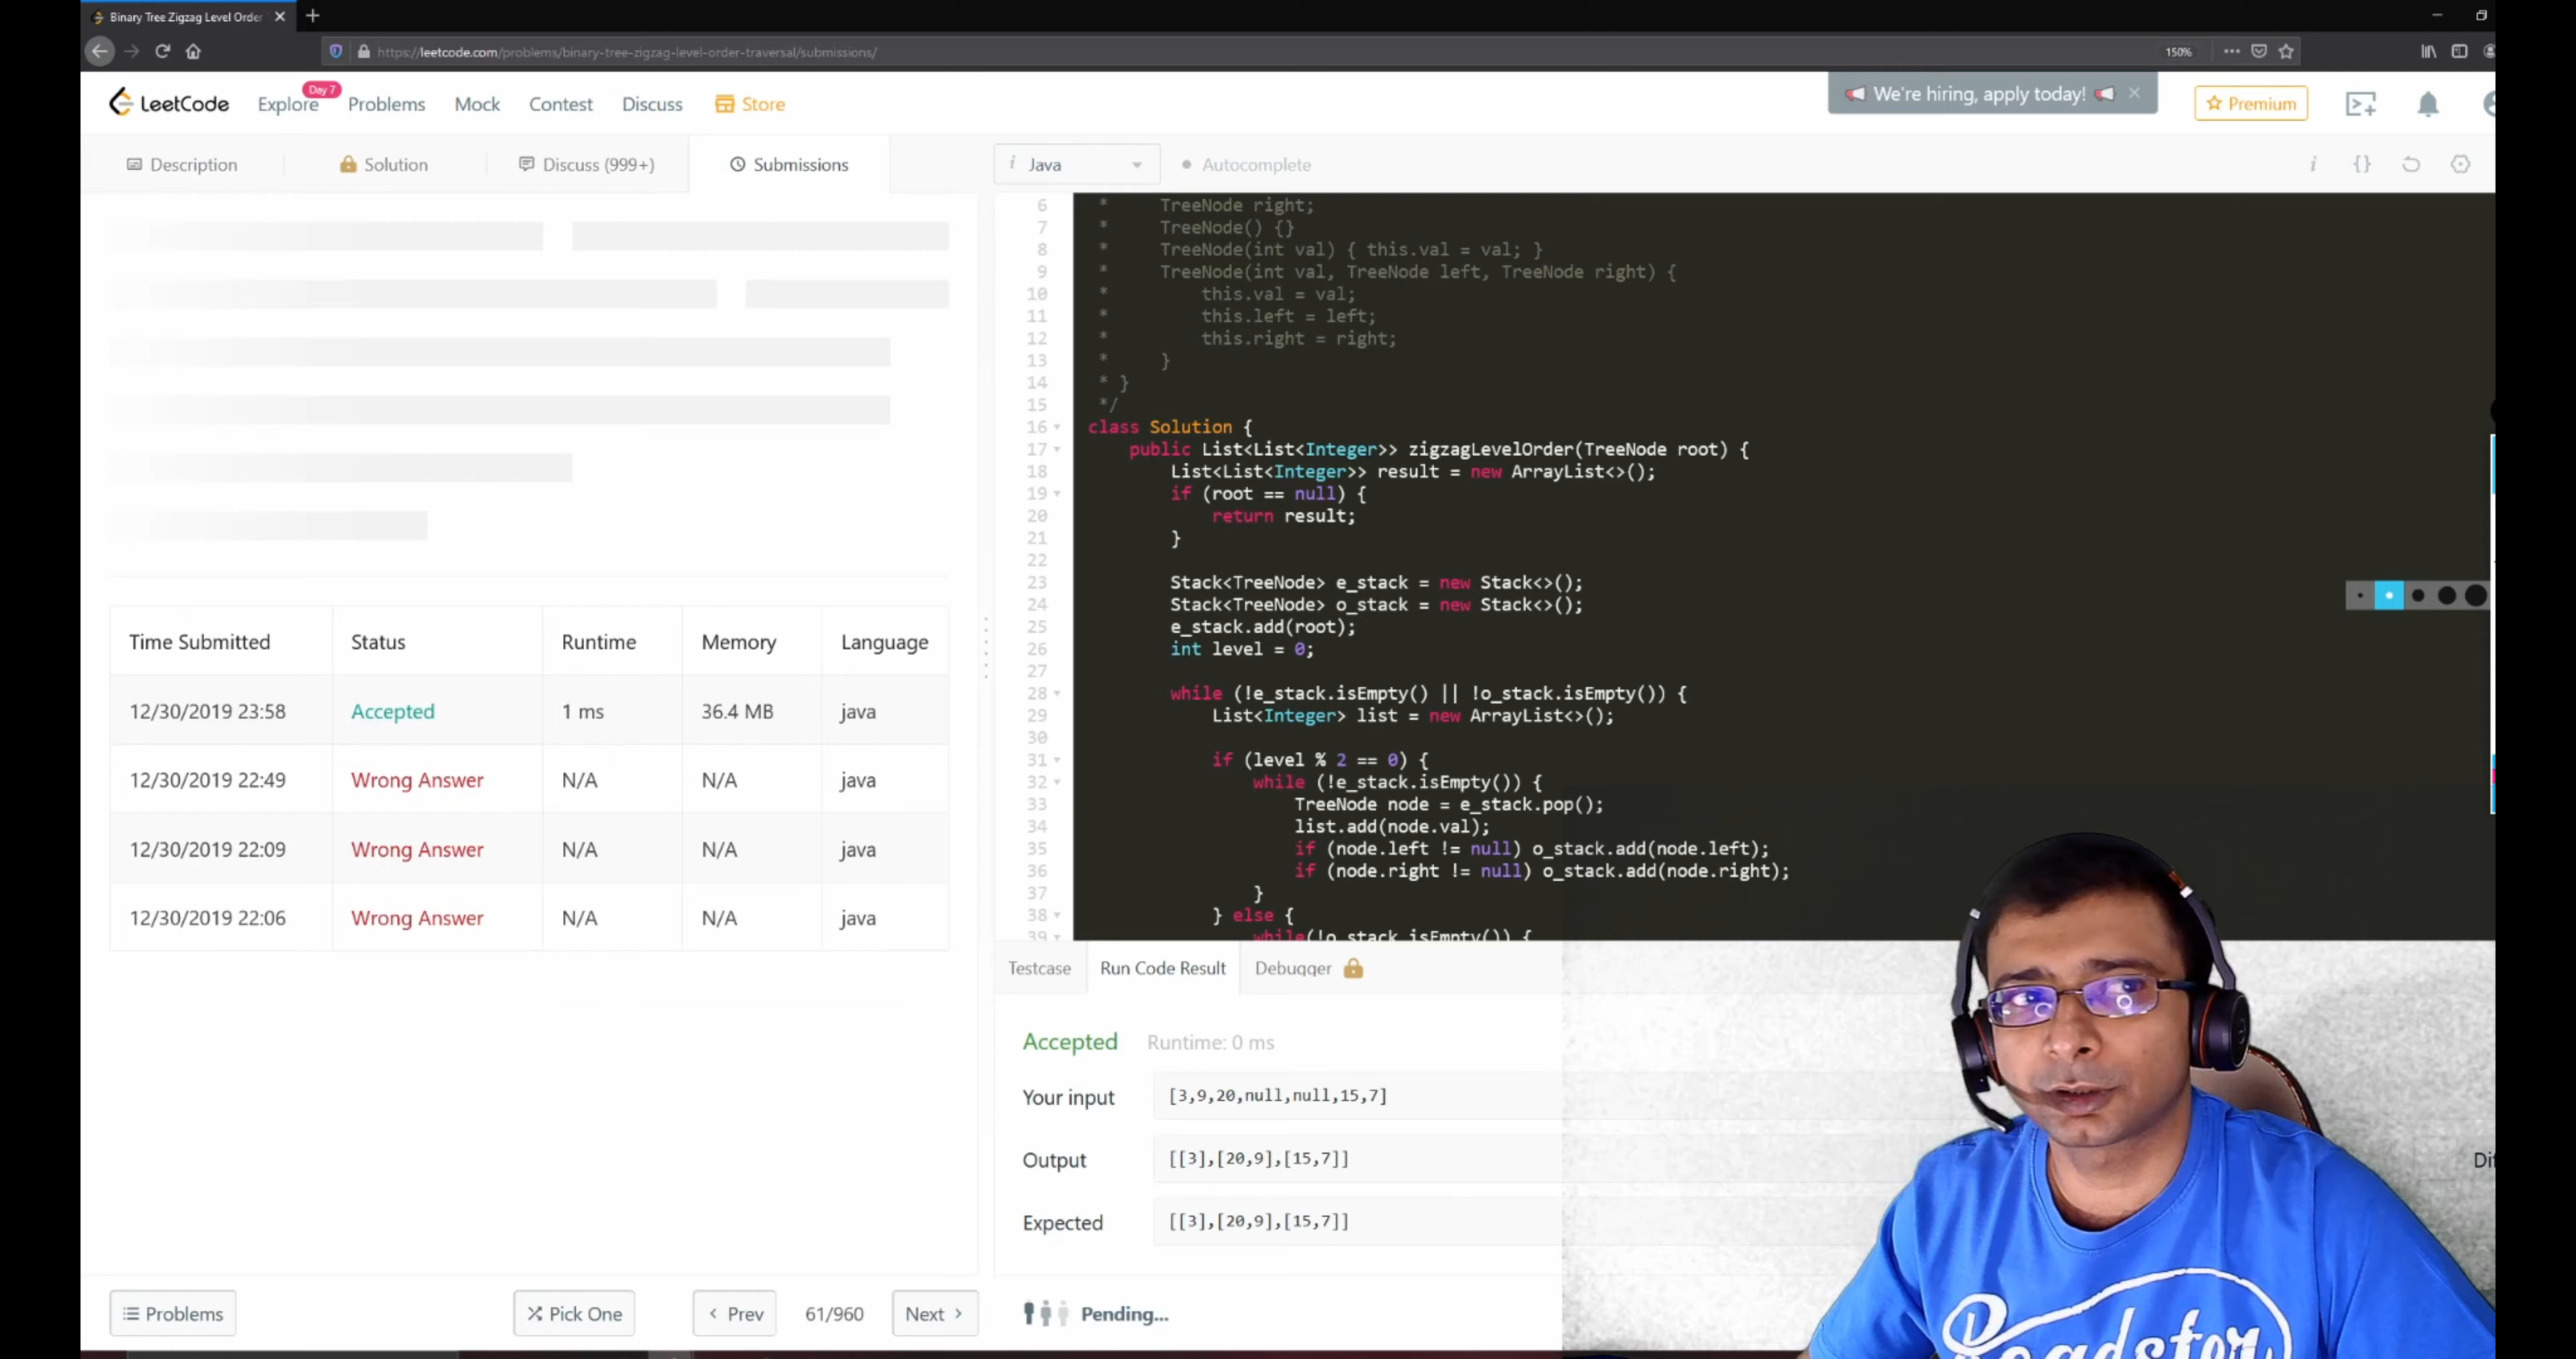 Binary Tree Zigzag Level Order
https://leetcode.com/problems/binary-tree-zigzag-level-order-traversal/submissions/
150%
LeetCode
Explore
Day 7
Problems
Mock
Contest
Discuss
Store
We're hiring, apply today!
Premium
Description
Solution
Discuss (999+)
Submissions
i Java
Autocomplete
Time Submitted Status Runtime Memory Language
12/30/2019 23:58 Accepted 1 ms 36.4 MB java
12/30/2019 22:49 Wrong Answer N/A N/A java
12/30/2019 22:09 Wrong Answer N/A N/A java
12/30/2019 22:06 Wrong Answer N/A N/A java
6 * TreeNode right;
7 * TreeNode() {}
8 * TreeNode(int val) { this.val = val; }
9 * TreeNode(int val, TreeNode left, TreeNode right) {
10 * this.val = val;
11 * this.left = left;
12 * this.right = right;
13 * }
14 * }
15 */
16 class Solution {
17 public List<List<Integer>> zigzagLevelOrder(TreeNode root) {
18 List<List<Integer>> result = new ArrayList<>();
19 if (root == null) {
20 return result;
21 }
22
23 Stack<TreeNode> e_stack = new Stack<>();
24 Stack<TreeNode> o_stack = new Stack<>();
25 e_stack.add(root);
26 int level = 0;
27
28 while (!e_stack.isEmpty() || !o_stack.isEmpty()) {
29 List<Integer> list = new ArrayList<>();
30
31 if (level % 2 == 0) {
32 while (!e_stack.isEmpty()) {
33 TreeNode node = e_stack.pop();
34 list.add(node.val);
35 if (node.left != null) o_stack.add(node.left);
36 if (node.right != null) o_stack.add(node.right);
37 }
38 } else {
39 while(!o_stack.isEmpty()) {
Testcase
Run Code Result
Debugger
Accepted Runtime: 0 ms
Your input [3,9,20,null,null,15,7]
Output [[3],[20,9],[15,7]]
Expected [[3],[20,9],[15,7]]
Problems
Pick One
Prev
61/960
Next
Pending...
Roadster